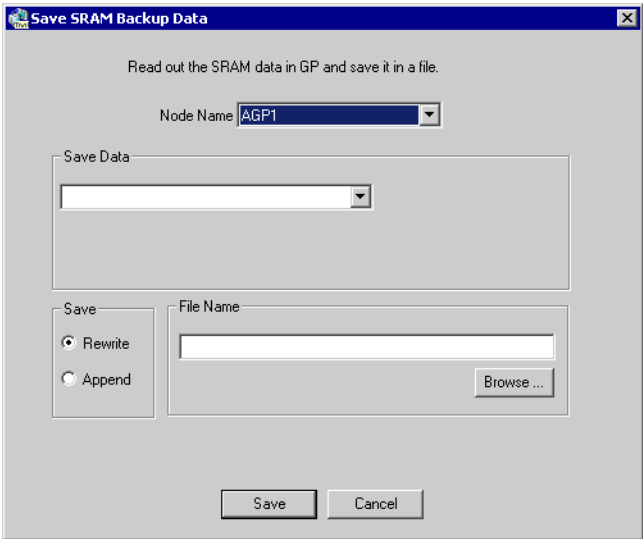 Save SRAM Backup Data
Read out the SRAM data in GP and save it in a file.
Node Name AGP1
Save Data
Save
Rewrite
Append
File Name
Browse ...
Save Cancel